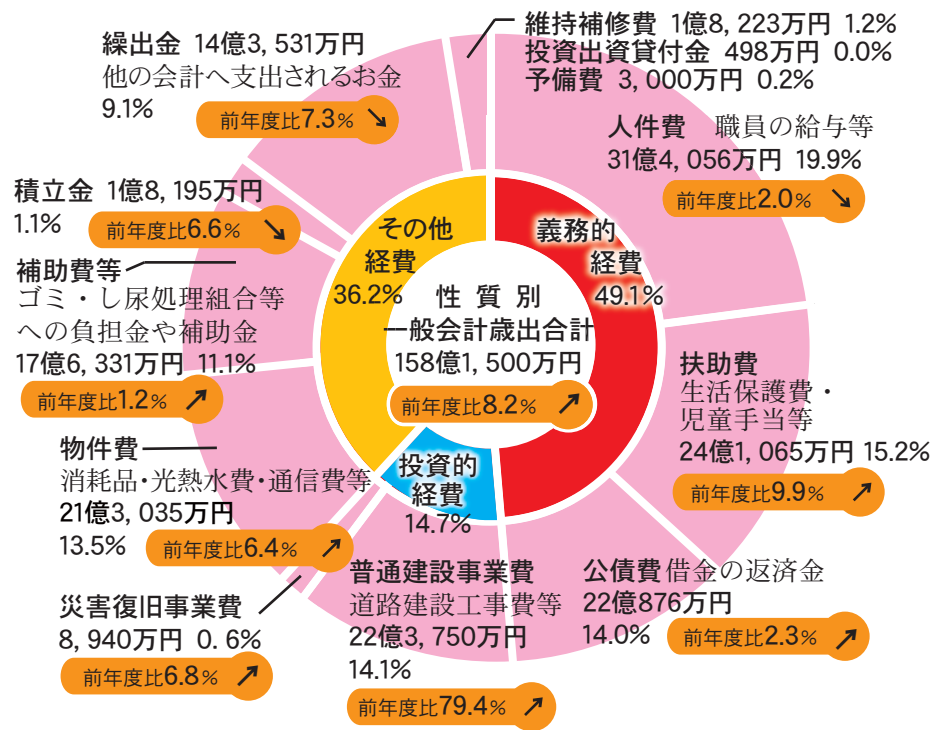 維持補修費 1億8, 223万円 1.2%
投資出資貸付金 498万円 0.0%
予備費 3, 000万円 0.2%
人件費 職員の給与等
31億4, 056万円 19.9%
前年度比2.0% ↘
扶助費
生活保護費・
児童手当等
24億1, 065万円 15.2%
前年度比9.9% ↗
公債費 借金の返済金
22億876万円
14.0%
前年度比2.3% ↗
普通建設事業費
道路建設工事費等
22億3, 750万円
14.1%
前年度比79.4% ↗
災害復旧事業費
8, 940万円 0. 6%
前年度比6.8% ↗
物件費
消耗品・光熱水費・通信費等
21億3, 035万円
13.5%
前年度比6.4% ↗
補助費等
ゴミ・し尿処理組合等
への負担金や補助金
17億6, 331万円 11.1%
前年度比1.2% ↗
積立金 1億8, 195万円
1.1%
前年度比6.6% ↘
繰出金 14億3, 531万円
他の会計へ支出されるお金
9.1%
前年度比7.3% ↘
その他
経費
36.2%
義務的
経費
49.1%
投資的
経費
14.7%
性質別
一般会計歳出合計
158億1, 500万円
前年度比8.2% ↗